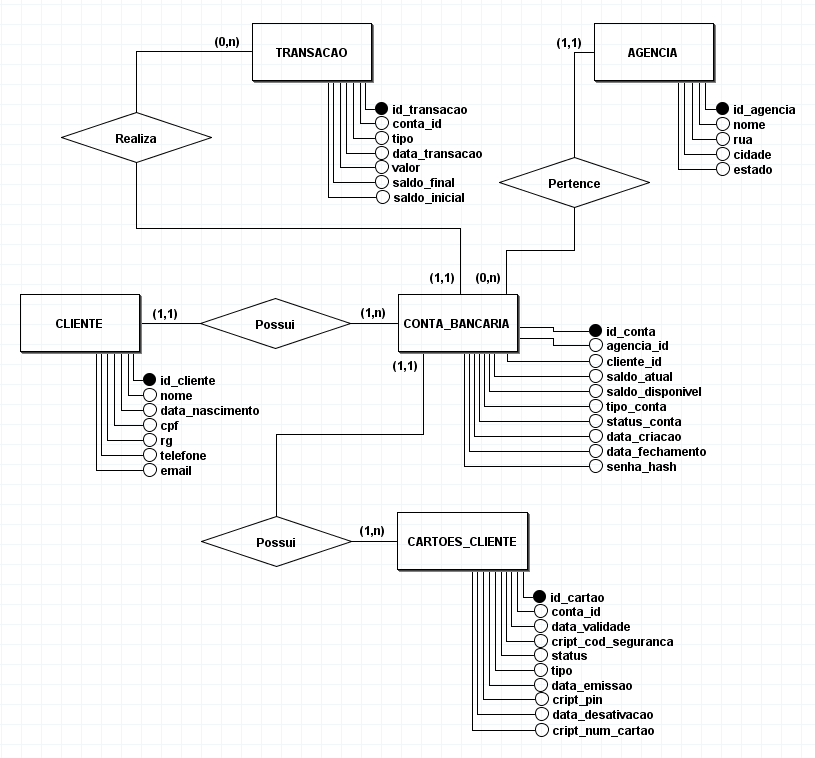 (0,n)
TRANSACAO
id_transacao
conta_id
tipo
data_transacao
valor
saldo_final
saldo_inicial
Realiza
(1,1)
AGENCIA
id_agencia
nome
rua
cidade
estado
Pertence
(1,1)
(0,n)
CLIENTE
(1,1)
Possui
(1,n)
CONTA_BANCARIA
id_conta
agencia_id
cliente_id
saldo_atual
saldo_disponivel
tipo_conta
status_conta
data_criacao
data_fechamento
senha_hash
id_cliente
nome
data_nascimento
cpf
rg
telefone
email
(1,1)
Possui
(1,n)
CARTOES_CLIENTE
id_cartao
conta_id
data_validade
cript_cod_seguranca
status
tipo
data_emissao
cript_pin
data_desativacao
cript_num_cartao